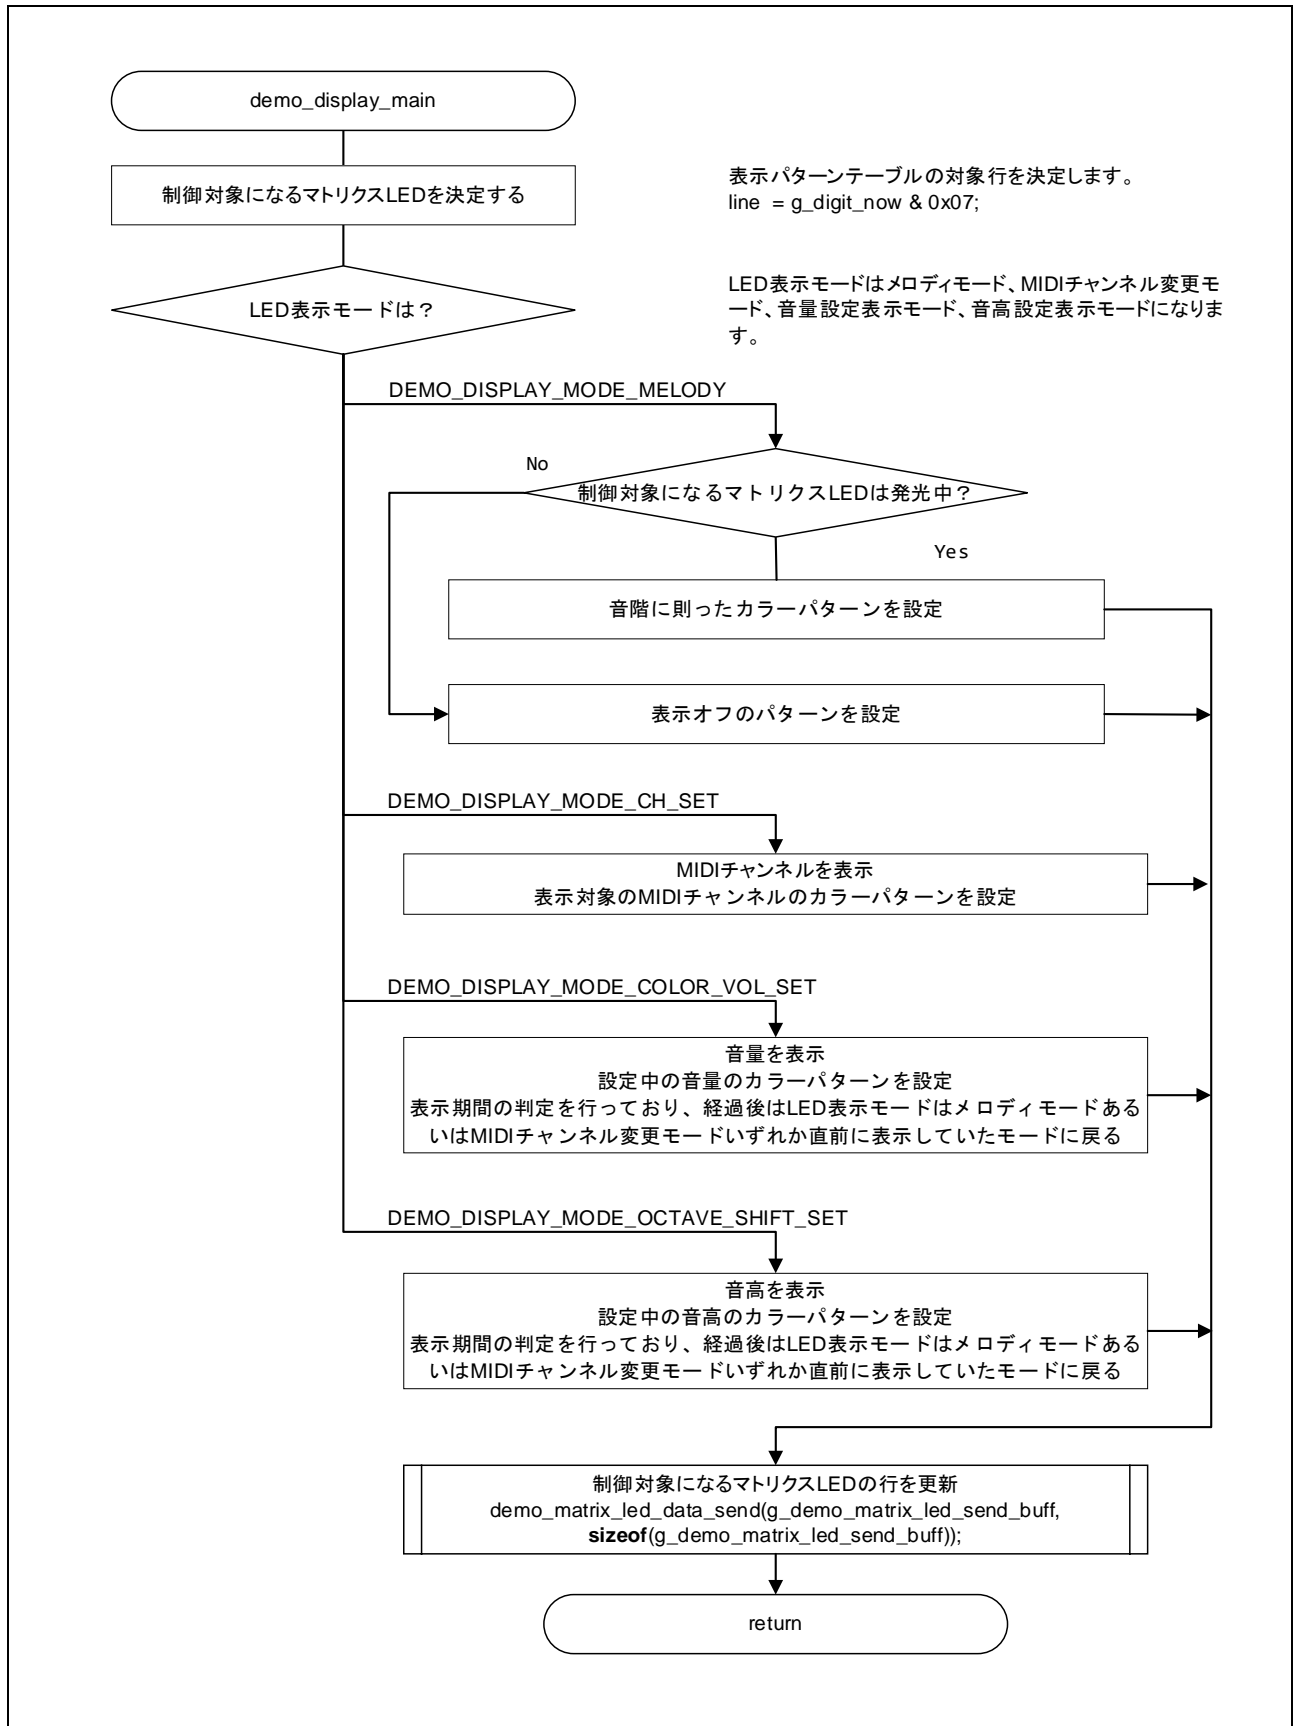 demo_display_main
制御対象になるマトリクスLEDを決定する
表示パターンテーブルの対象行を決定します。
line = g_digit_now & 0x07;
LED表示モードは？
LED表示モードはメロディモード、MIDIチャンネル変更モ
ード、音量設定表示モード、音高設定表示モードになりま
す。
DEMO_DISPLAY_MODE_MELODY
No
制御対象になるマトリクスLEDは発光中？
Yes
音階に則ったカラーパターンを設定
表示オフのパターンを設定
DEMO_DISPLAY_MODE_CH_SET
MIDIチャンネルを表示
表示対象のMIDIチャンネルのカラーパターンを設定
DEMO_DISPLAY_MODE_COLOR_VOL_SET
音量を表示
設定中の音量のカラーパターンを設定
表示期間の判定を行っており、経過後はLED表示モードはメロディモードある
いはMIDIチャンネル変更モードいずれか直前に表示していたモードに戻る
DEMO_DISPLAY_MODE_OCTAVE_SHIFT_SET
音高を表示
設定中の音高のカラーパターンを設定
表示期間の判定を行っており、経過後はLED表示モードはメロディモードある
いはMIDIチャンネル変更モードいずれか直前に表示していたモードに戻る
制御対象になるマトリクスLEDの行を更新
demo_matrix_led_data_send(g_demo_matrix_led_send_buff,
sizeof(g_demo_matrix_led_send_buff));
return